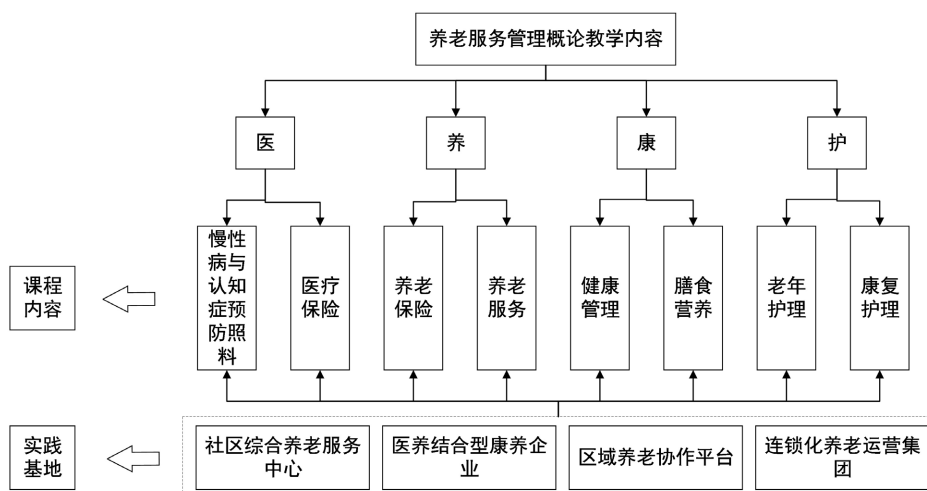 养老服务管理概论教学内容
医
养
康
护
慢性
病与
认知
症预
防照
料
医疗
保险
养老
保险
养老
服务
健康
管理
膳食
营养
老年
护理
康复
护理
课程
内容
实践
基地
社区综合养老服务
中心
医养结合型康养企
业
区域养老协作平台
连锁化养老运营集
团